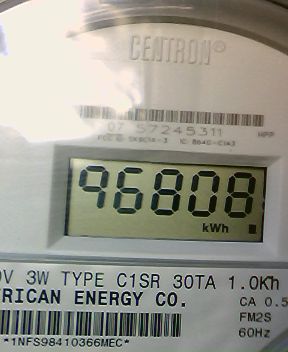 CENTRON®
07 57245311
96808
kWh
0V 3W TYPE C1SR 30TA 1.0Kh
ERICAN ENERGY CO.
CA 0.5
FM2S
60Hz
*1NFS98410366MEC*